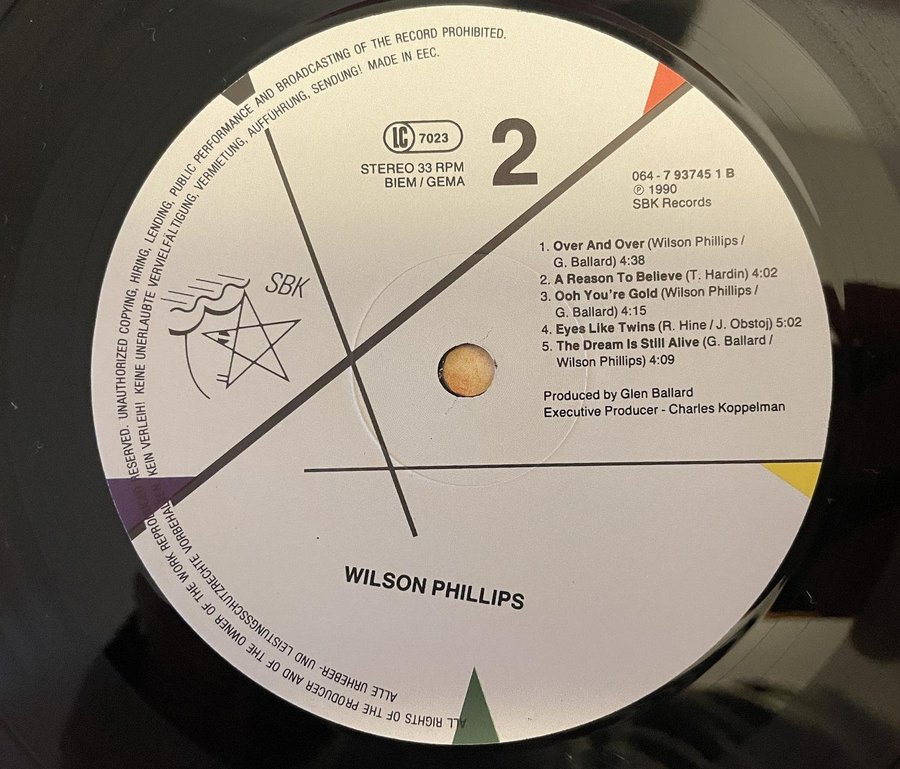 ALL RIGHTS OF THE PRODUCER AND OF THE OWNER OF THE WORK REPRO RESERVED. UNAUTHORIZED COPYING, HIRING, LENDING, PUBLIC PERFORMANCE AND BROADCASTING OF THE RECORD PROHIBITED.
ALLE URHEBER- UND LEISTUNGSSCHUTZRECHTE KEIN VERLEIH! KEINE UNERLAUBTE VERVIELFÄLTIGUNG, VERMIETUNG, AUFFÜHRUNG, SENDUNG! MADE IN EEC.
LC 7023
2
STEREO 33 RPM
BIEM / GEMA
064 - 7 93745 1 B
℗ 1990
SBK Records
SBK
1. Over And Over (Wilson Phillips /
G. Ballard) 4:38
2. A Reason To Believe (T. Hardin) 4:02
3. Ooh You're Gold (Wilson Phillips /
G. Ballard) 4:15
4. Eyes Like Twins (R. Hine / J. Obstoj) 5:02
5. The Dream Is Still Alive (G. Ballard /
Wilson Phillips) 4:09
Produced by Glen Ballard
Executive Producer - Charles Koppelman
WILSON PHILLIPS